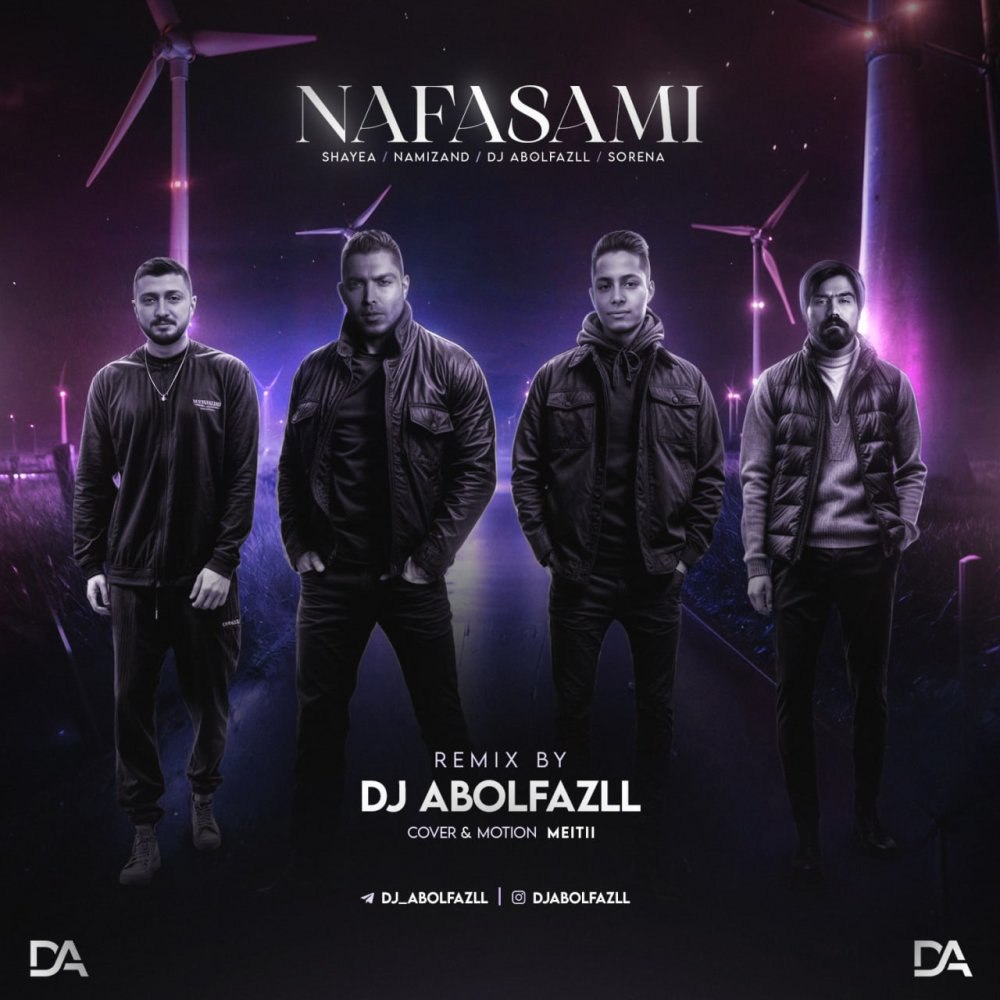 NAFASAMI
SHAYEA / NAMIZAND / DJ ABOLFAZLL / SORENA
REMIX BY
DJ ABOLFAZLL
COVER & MOTION MEITII
DJ_ABOLFAZLL | DJABOLFAZLL
DA DA